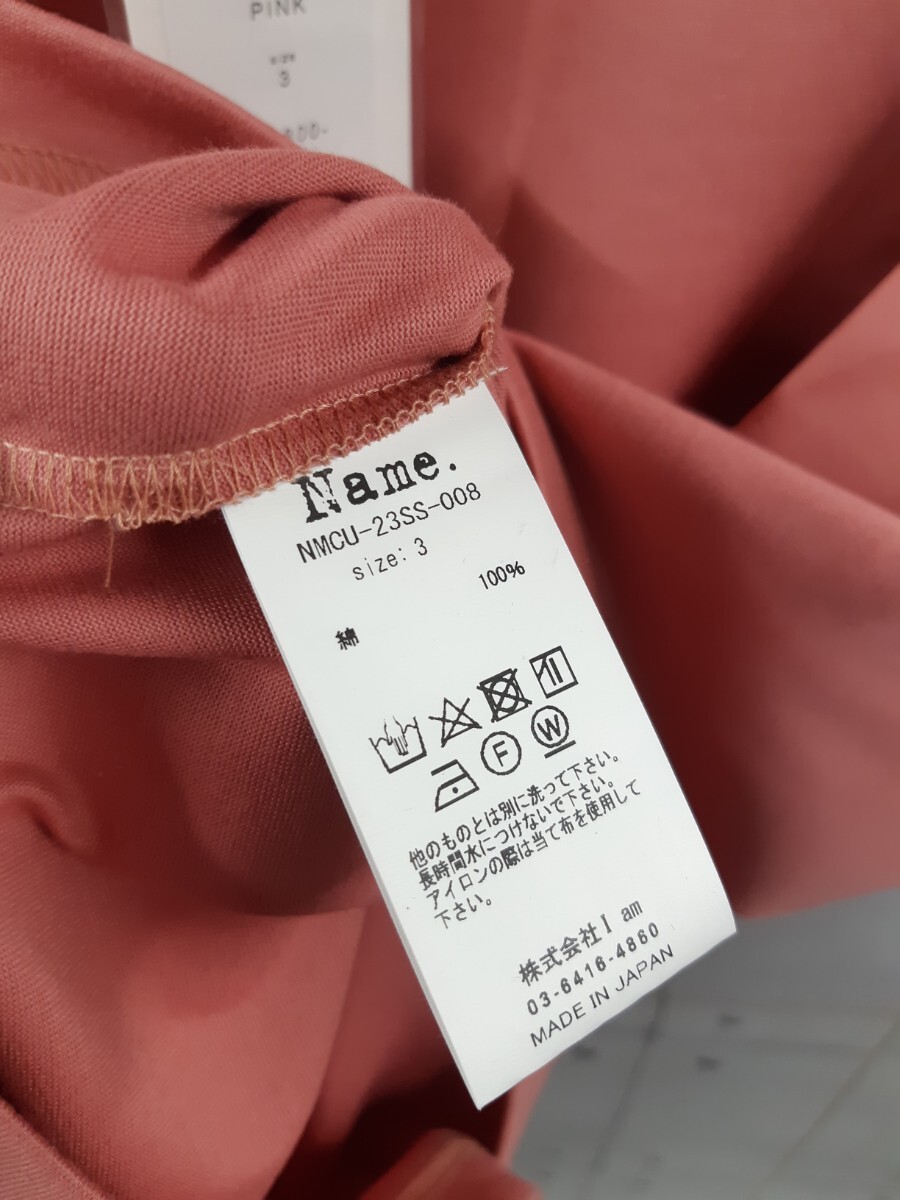 PINK
size
3
Name.
NMCU-23SS-008
size: 3
100%
綿
F
W
他のものとは別に洗って下さい。
長時間水につけないで下さい。
アイロンの際は当て布を使用して
下さい。
株式会社I am
03-6416-4860
MADE IN JAPAN